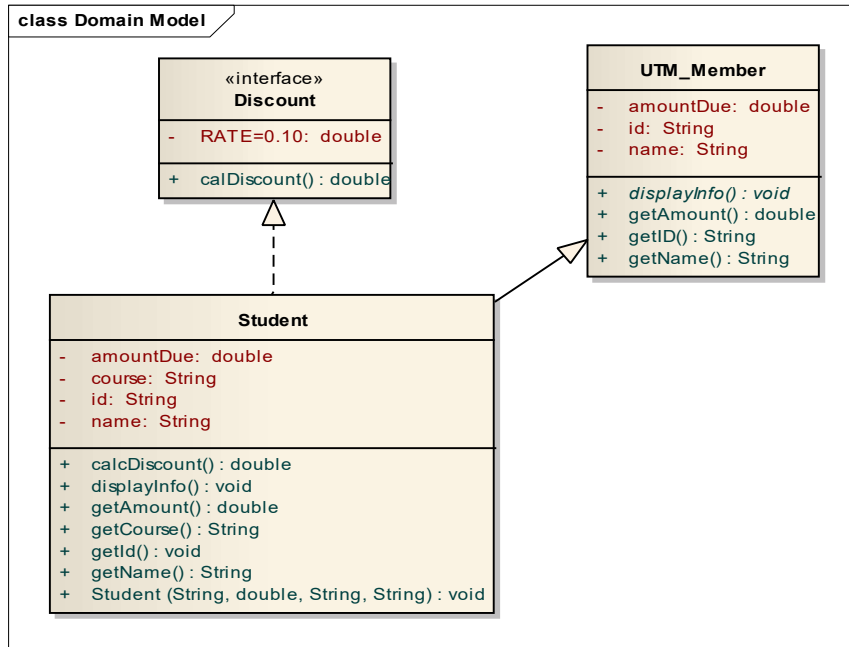 class Domain Model
«interface»
Discount
- RATE=0.10: double
+ calDiscount() : double
UTM_Member
- amountDue: double
- id: String
- name: String
+ displayInfo() : void
+ getAmount() : double
+ getID() : String
+ getName() : String
Student
- amountDue: double
- course: String
- id: String
- name: String
+ calcDiscount() : double
+ displayInfo() : void
+ getAmount() : double
+ getCourse() : String
+ getId() : void
+ getName() : String
+ Student (String, double, String, String) : void